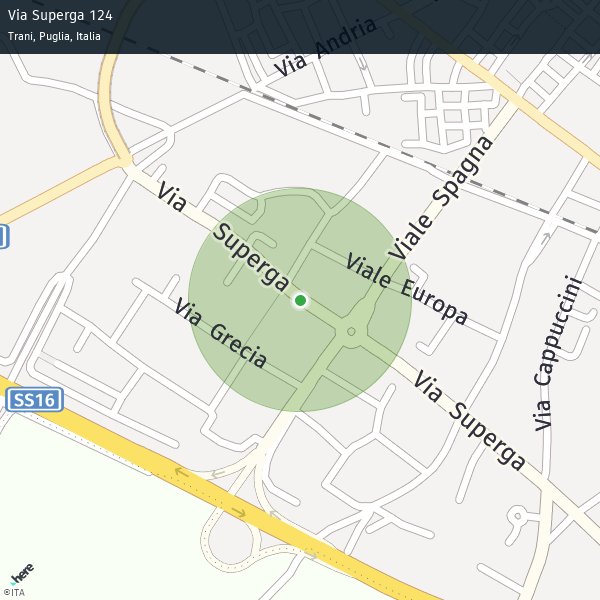 Via Superga 124
Trani, Puglia, Italia
Via Andria
Viale Spagna
Via Superga
Viale Europa
Via Grecia
Via Cappuccini
SS16
Via Superga
here
©ITA